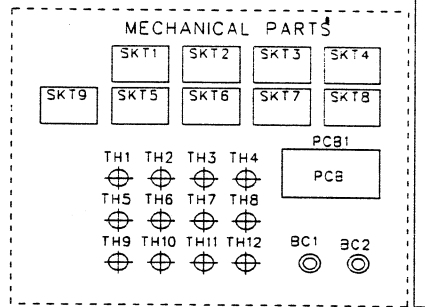 MECHANICAL PARTS
SKT1 SKT2 SKT3 SKT4
SKT9 SKT5 SKT6 SKT7 SKT8
PCB1
PCB
TH1 TH2 TH3 TH4
TH5 TH6 TH7 TH8
TH9 TH10 TH11 TH12
BC1 BC2